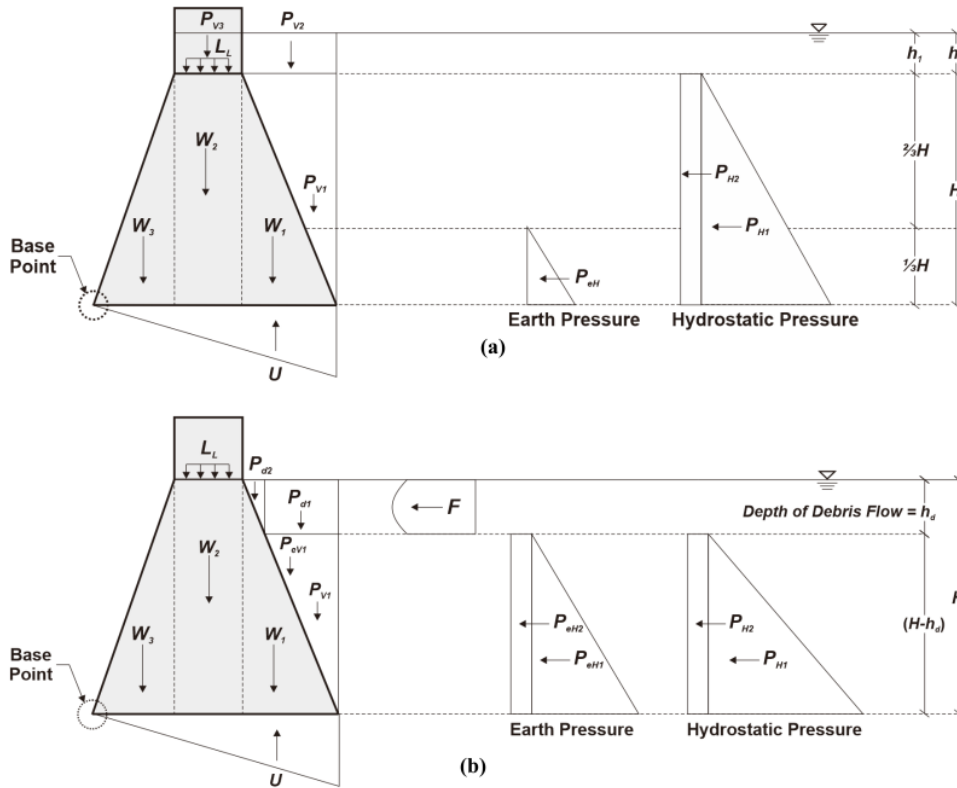 P_V3
P_V2
L_L
h_1
h
W_2
⅔H
P_H2
P_V1
H
W_3
W_1
P_H1
Base
Point
⅓H
P_eH
Earth Pressure
Hydrostatic Pressure
(a)
U
L_L
P_d2
P_d1
F
Depth of Debris Flow = h_d
W_2
P_eV1
P_V1
H
(H-h_d)
W_3
W_1
P_eH2
P_H2
Base
Point
P_eH1
P_H1
Earth Pressure
Hydrostatic Pressure
(b)
U